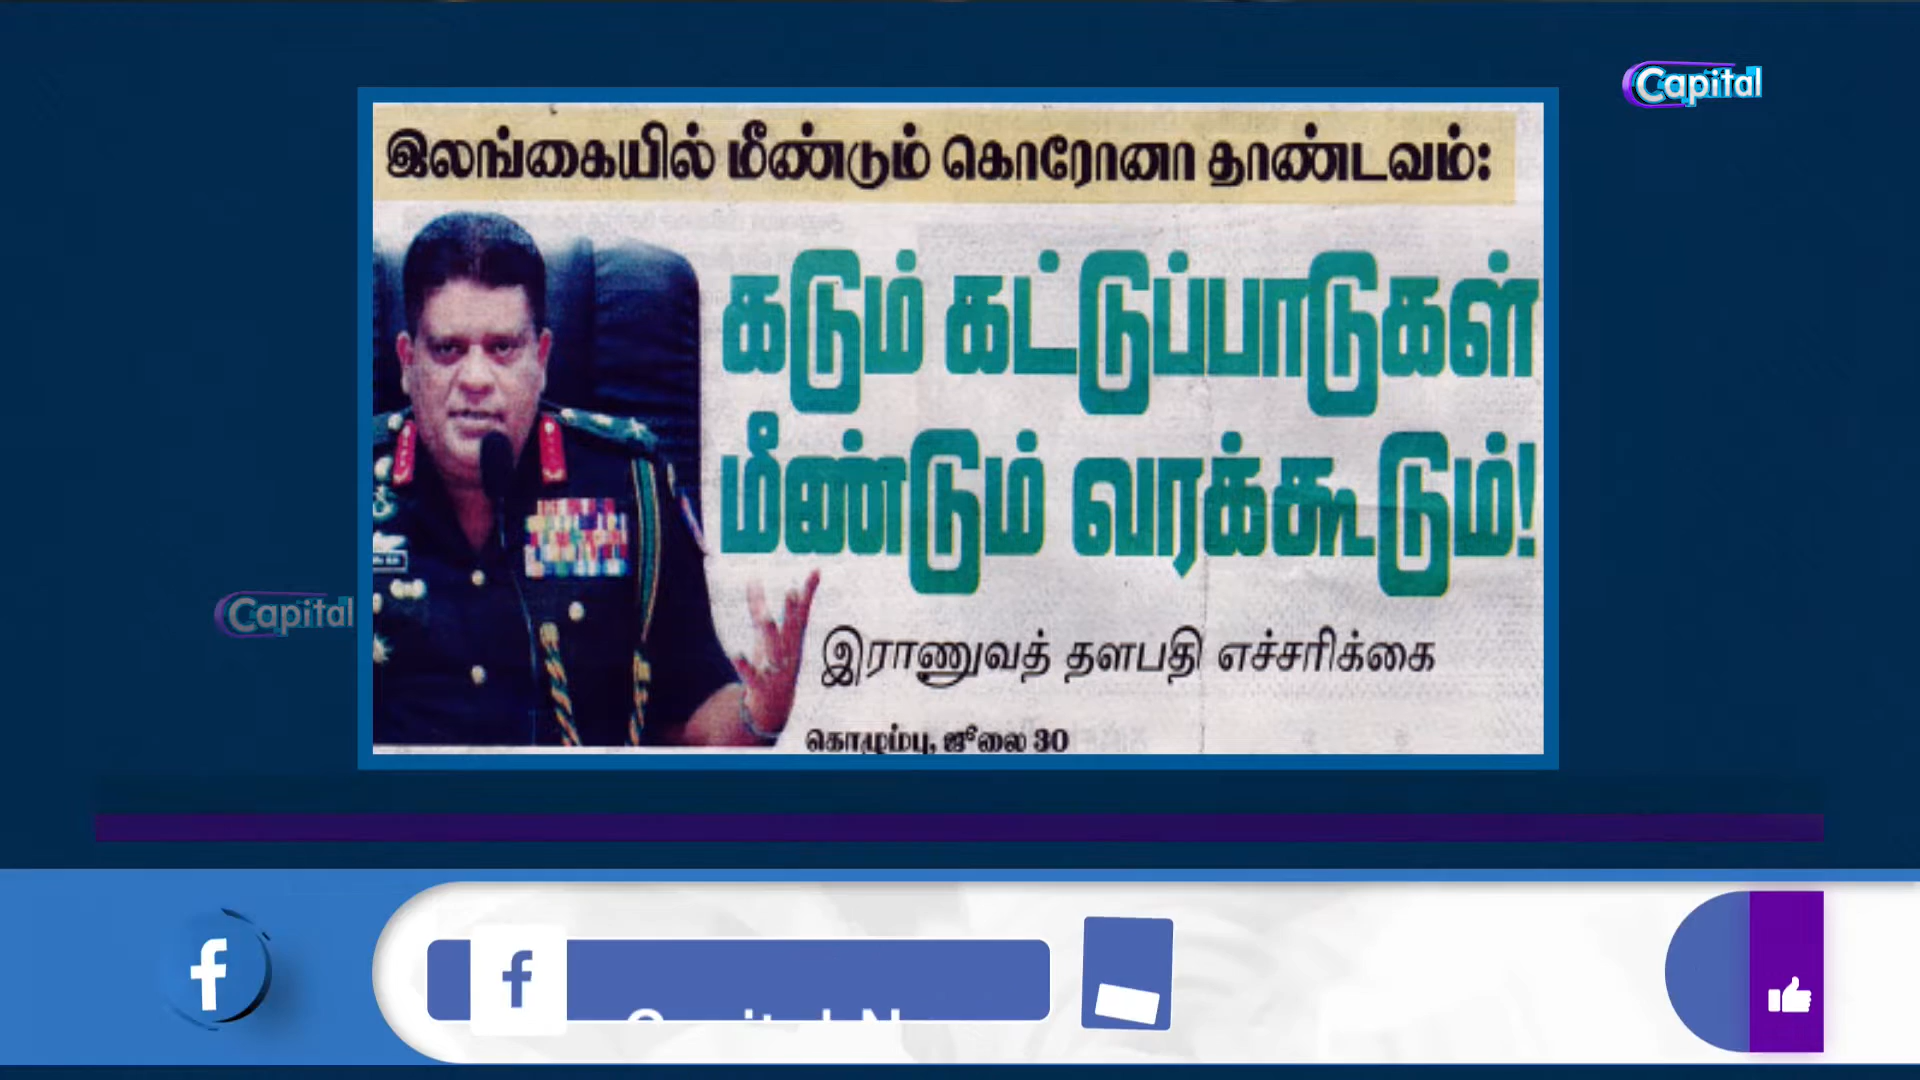 Capital
இலங்கையில் மீண்டும் கொரோனா தாண்டவம்:
கடும் கட்டுப்பாடுகள்
மீண்டும் வரக்கூடும்!
இராணுவத் தளபதி எச்சரிக்கை
கொழும்பு, ஜூலை 30
Capital